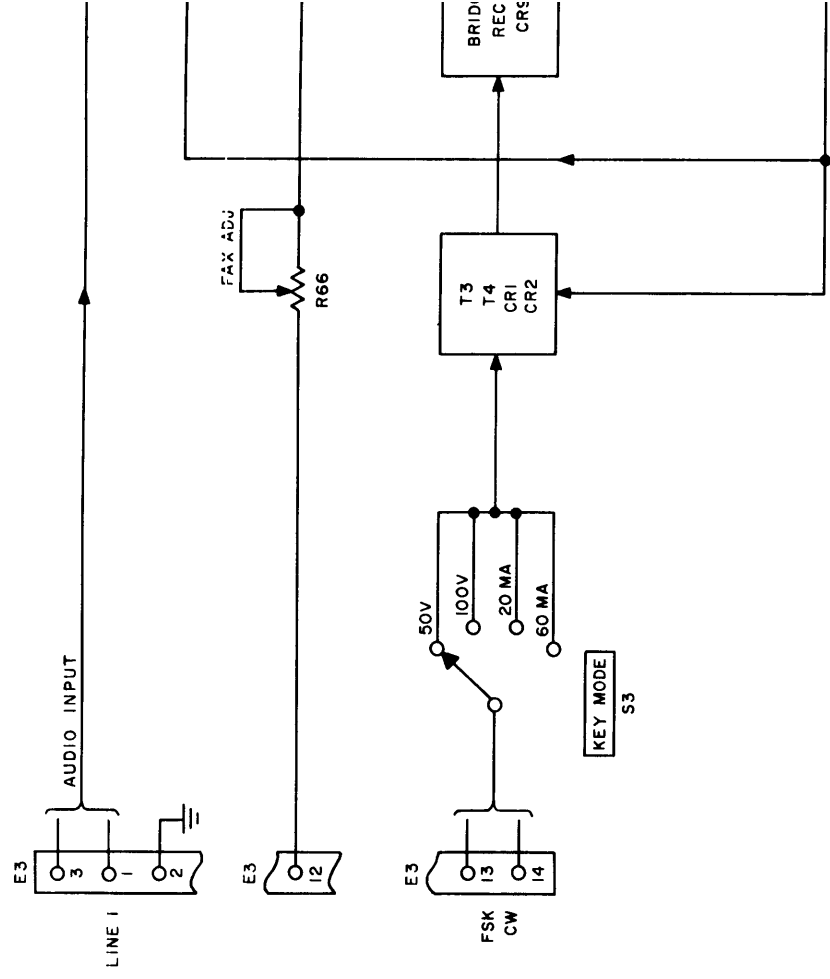 LINE 1
E3
3
1
2
AUDIO INPUT
E3
12
FAX ADJ
R66
FSK
CW
E3
13
14
50V
100V
20 MA
60 MA
KEY MODE
S3
T3
T4
CR1
CR2
REC